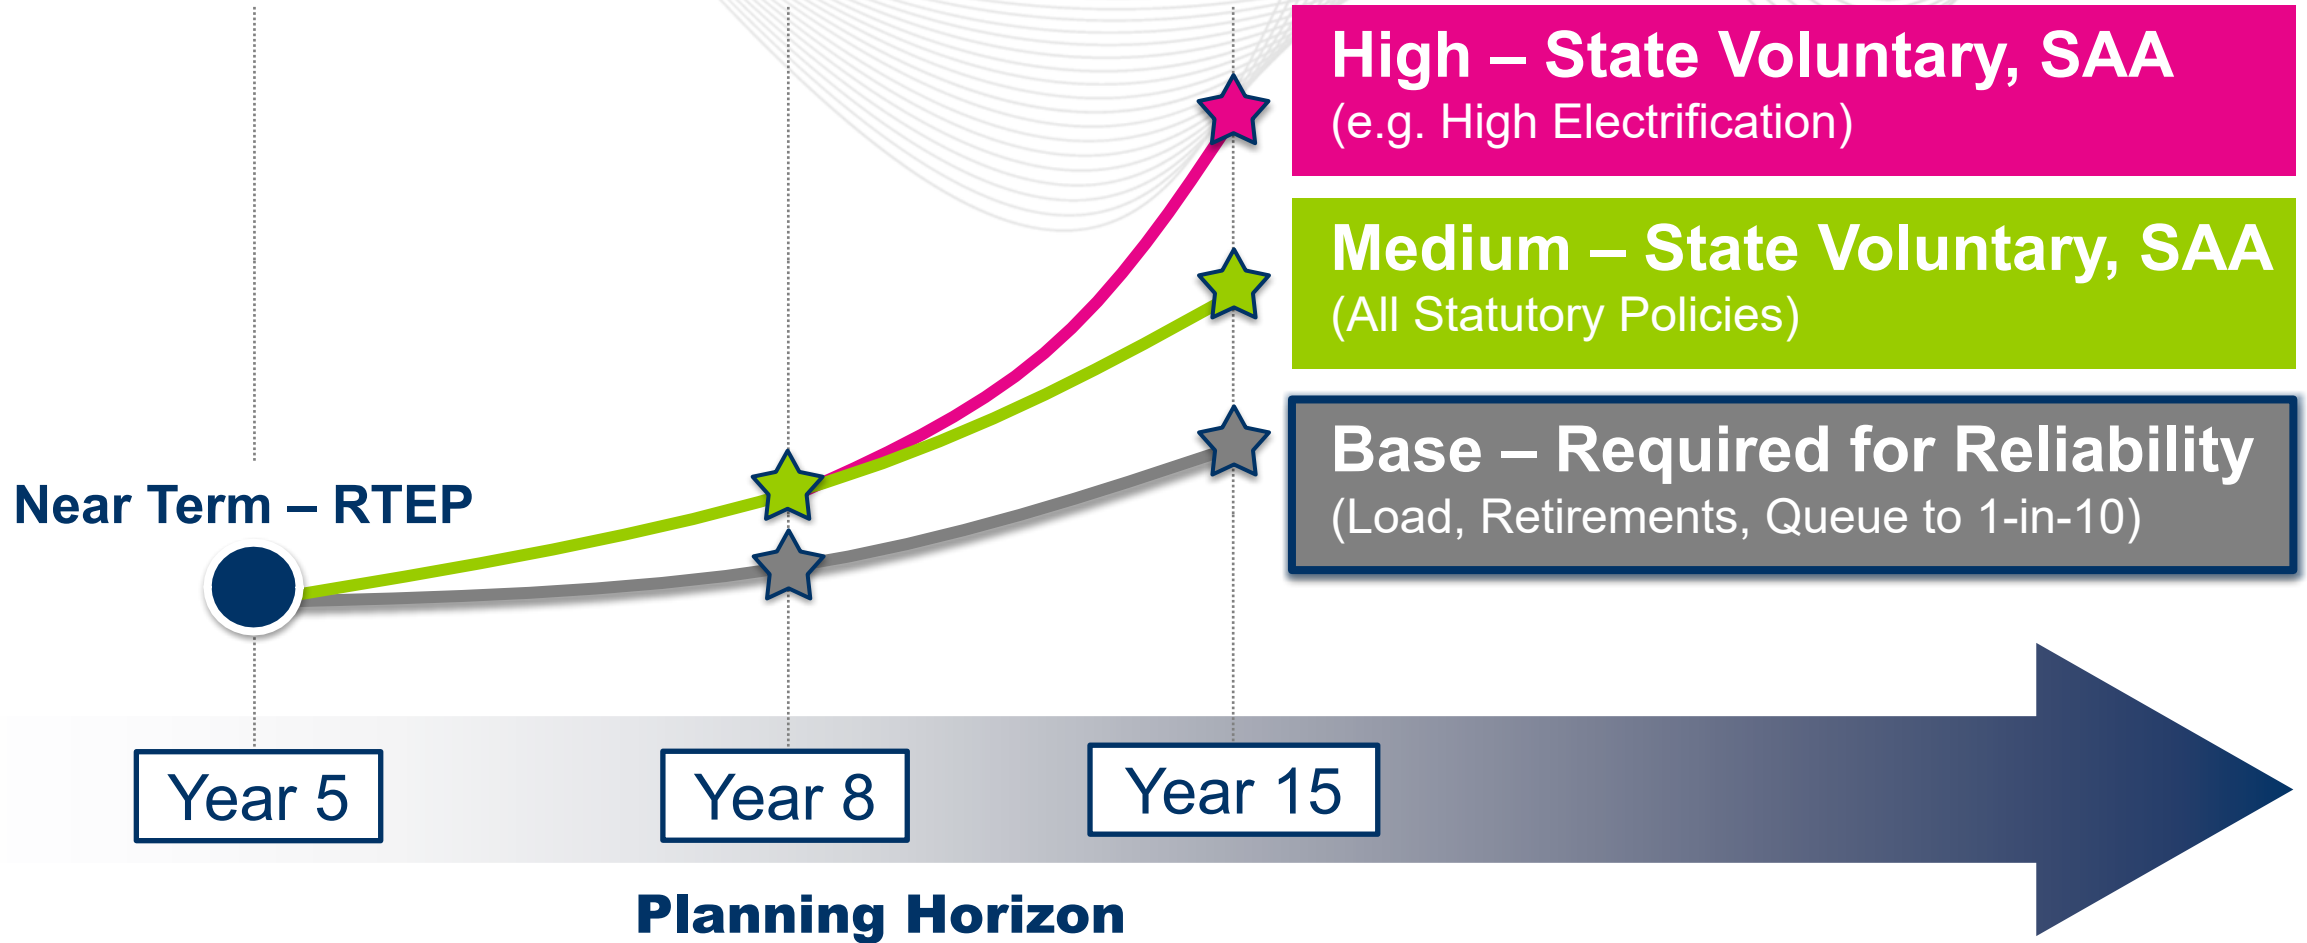 High – State Voluntary, SAA
(e.g. High Electrification)
Medium – State Voluntary, SAA
(All Statutory Policies)
Base – Required for Reliability
(Load, Retirements, Queue to 1-in-10)
Near Term – RTEP
Year 5
Year 8
Year 15
Planning Horizon